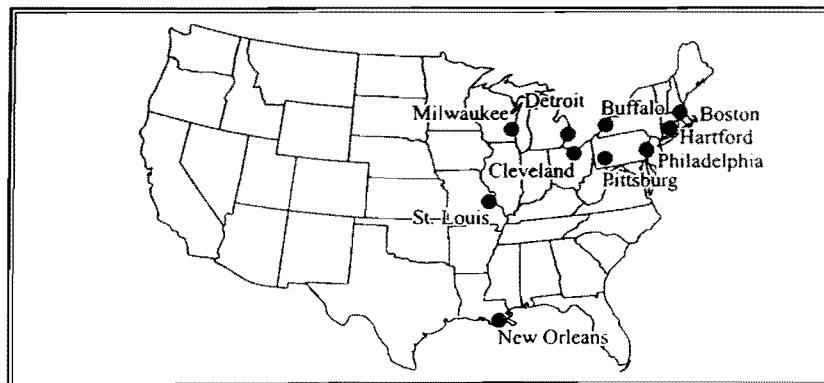 Detroit
Buffalo
Milwaukee
Boston
Hartford
Philadelphia
Cleveland
Pittsburg
St. Louis
New Orleans